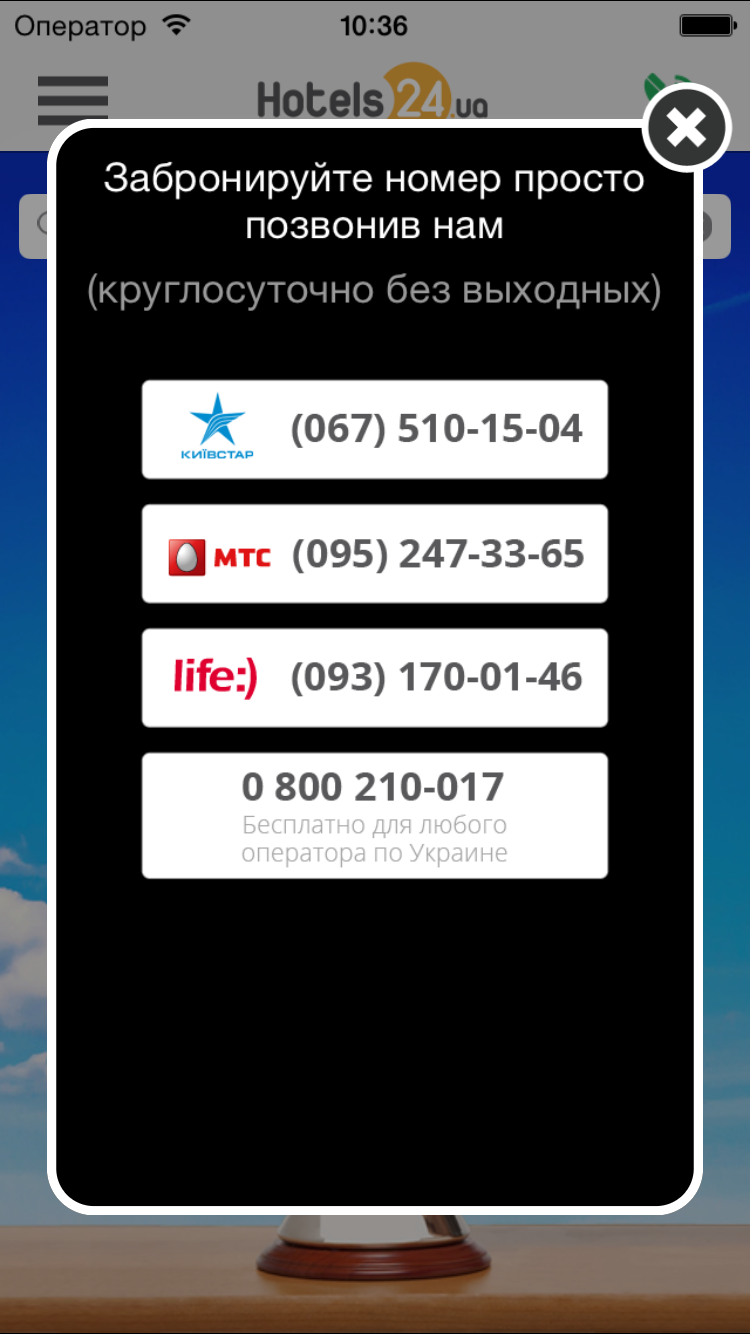 Оператор 10:36
Hotels24.ua
Забронируйте номер просто
позвонив нам
(круглосуточно без выходных)
КИЇВСТАР (067) 510-15-04
МТС (095) 247-33-65
life:) (093) 170-01-46
0 800 210-017
Бесплатно для любого
оператора по Украине